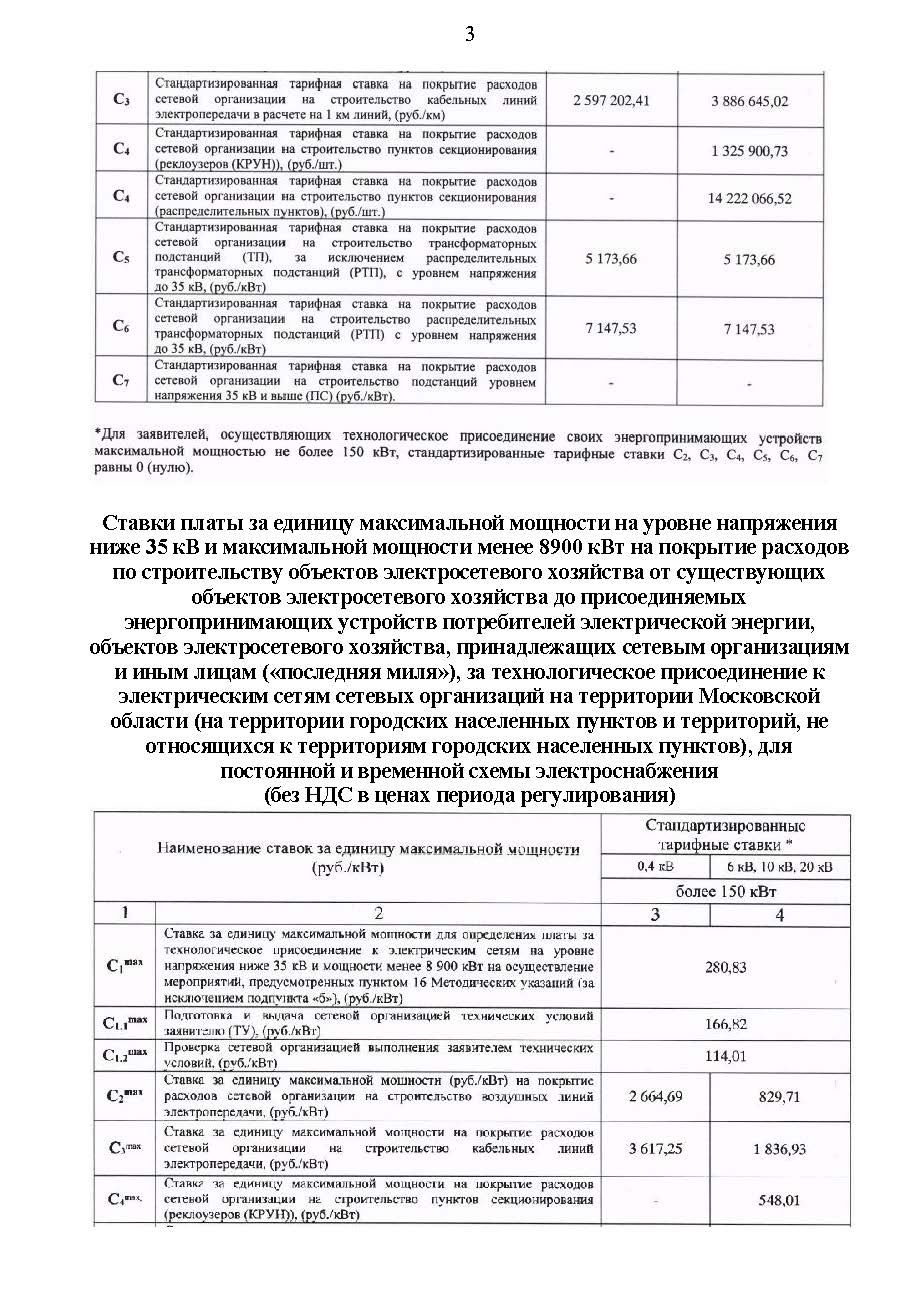 3
С₃ Стандартизированная тарифная ставка на покрытие расходов
сетевой организации на строительство кабельных линий 2 597 202,41 3 886 645,02
электропередачи в расчете на 1 км линий, (руб./км)
С₄ Стандартизированная тарифная ставка на покрытие расходов
сетевой организации на строительство пунктов секционирования - 1 325 900,73
(реклоузеров (КРУН)), (руб./шт.)
С₄ Стандартизированная тарифная ставка на покрытие расходов
сетевой организации на строительство пунктов секционирования - 14 222 066,52
(распределительных пунктов), (руб./шт.)
Стандартизированная тарифная ставка на покрытие расходов
сетевой организации на строительство трансформаторных
С₅ подстанций (ТП), за исключением распределительных 5 173,66 5 173,66
трансформаторных подстанций (РТП), с уровнем напряжения
до 35 кВ, (руб./кВт)
Стандартизированная тарифная ставка на покрытие расходов
С₆ сетевой организации на строительство распределительных 7 147,53 7 147,53
трансформаторных подстанций (РТП) с уровнем напряжения
до 35 кВ, (руб./кВт)
Стандартизированная тарифная ставка на покрытие расходов
С₇ сетевой организации на строительство подстанций уровнем - -
напряжения 35 кВ и выше (ПС) (руб./кВт).
*Для заявителей, осуществляющих технологическое присоединение своих энергопринимающих устройств
максимальной мощностью не более 150 кВт, стандартизированные тарифные ставки С₂, С₃, С₄, С₅, С₆, С₇
равны 0 (нулю).
Ставки платы за единицу максимальной мощности на уровне напряжения
ниже 35 кВ и максимальной мощности менее 8900 кВт на покрытие расходов
по строительству объектов электросетевого хозяйства от существующих
объектов электросетевого хозяйства до присоединяемых
энергопринимающих устройств потребителей электрической энергии,
объектов электросетевого хозяйства, принадлежащих сетевым организациям
и иным лицам («последняя миля»), за технологическое присоединение к
электрическим сетям сетевых организаций на территории Московской
области (на территории городских населенных пунктов и территорий, не
относящихся к территориям городских населенных пунктов), для
постоянной и временной схемы электроснабжения
(без НДС в ценах периода регулирования)
Наименование ставок за единицу максимальной мощности
(руб./кВт)
Стандартизированные
тарифные ставки *
0,4 кВ 6 кВ, 10 кВ, 20 кВ
более 150 кВт
1 2 3 4
Ставка за единицу максимальной мощности для определения платы за
технологическое присоединение к электрическим сетям на уровне
С₁ᵐᵃˣ напряжения ниже 35 кВ и мощности менее 8 900 кВт на осуществление 280,83
мероприятий, предусмотренных пунктом 16 Методических указаний (за
исключением подпункта «б»), (руб./кВт)
С₁.₁ᵐᵃˣ Подготовка и выдача сетевой организацией технических условий 166,82
заявителю (ТУ), (руб./кВт)
С₁.₂ᵐᵃˣ Проверка сетевой организацией выполнения заявителем технических 114,01
условий, (руб./кВт)
Ставка за единицу максимальной мощности (руб./кВт) на покрытие
С₂ᵐᵃˣ расходов сетевой организации на строительство воздушных линий 2 664,69 829,71
электропередачи, (руб./кВт)
Ставка за единицу максимальной мощности на покрытие расходов
С₃ᵐᵃˣ сетевой организации на строительство кабельных линий 3 617,25 1 836,93
электропередачи, (руб./кВт)
Ставка за единицу максимальной мощности на покрытие расходов
С₄ᵐᵃˣ· сетевой организации на строительство пунктов секционирования - 548,01
(реклоузеров (КРУН)), (руб./кВт)